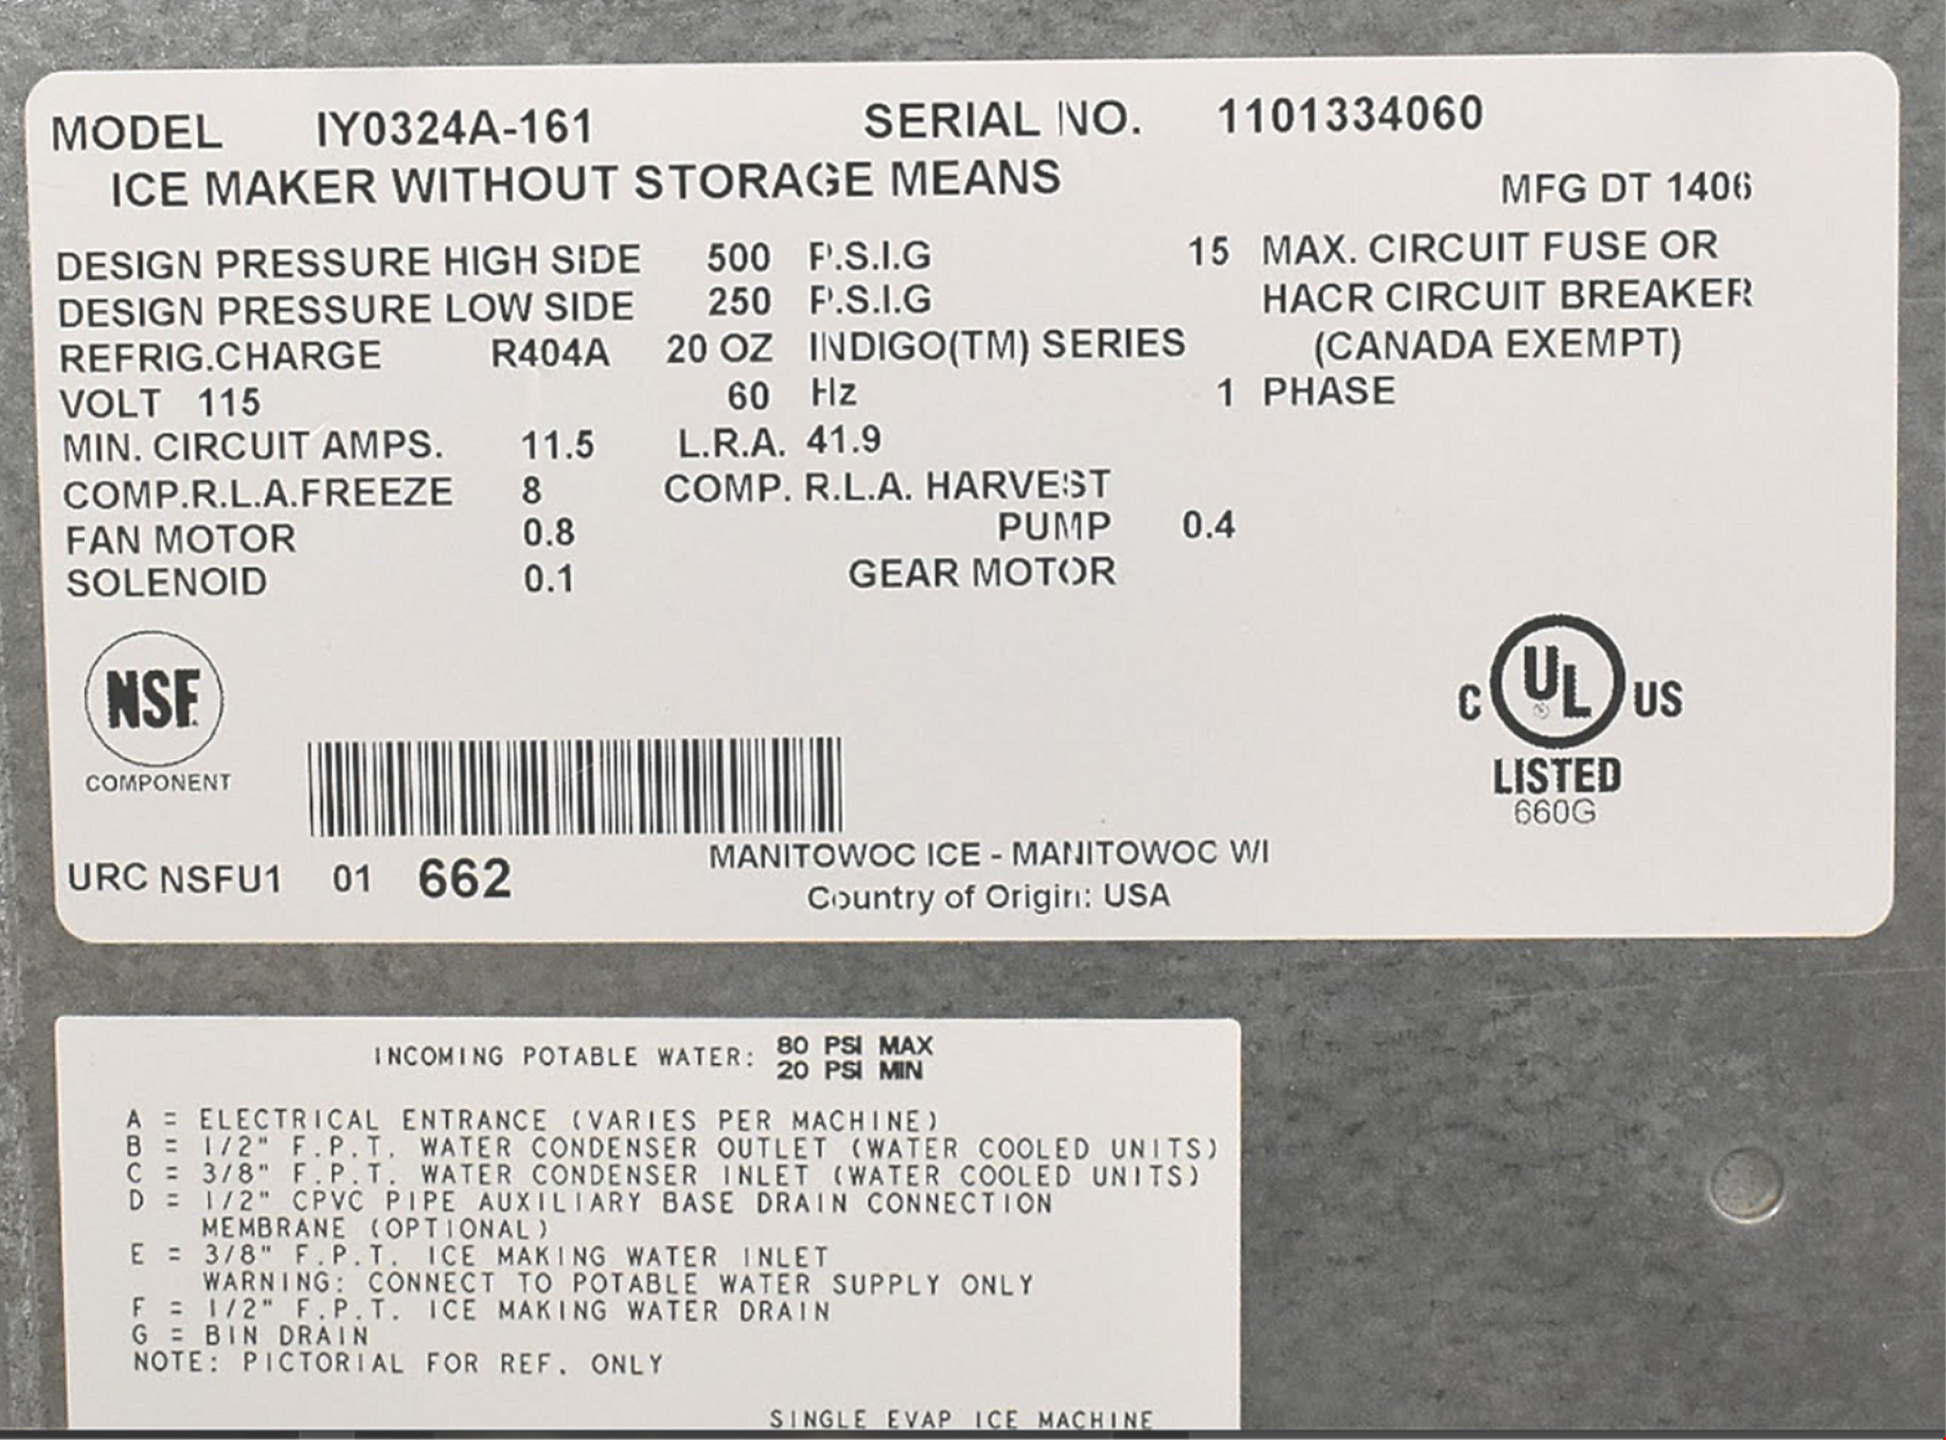 MODEL IY0324A-161 SERIAL NO. 1101334060
ICE MAKER WITHOUT STORAGE MEANS MFG DT 1406
DESIGN PRESSURE HIGH SIDE 500 P.S.I.G 15 MAX. CIRCUIT FUSE OR
DESIGN PRESSURE LOW SIDE 250 P.S.I.G HACR CIRCUIT BREAKER
REFRIG.CHARGE R404A 20 OZ INDIGO(TM) SERIES (CANADA EXEMPT)
VOLT 115 60 Hz 1 PHASE
MIN. CIRCUIT AMPS. 11.5 L.R.A. 41.9
COMP.R.L.A.FREEZE 8 COMP. R.L.A. HARVEST
FAN MOTOR 0.8 PUMP 0.4
SOLENOID 0.1 GEAR MOTOR
NSF
COMPONENT
C UL ® US
LISTED
660G
MANITOWOC ICE - MANITOWOC WI
URC NSFU1 01 662
Country of Origin: USA
INCOMING POTABLE WATER: 80 PSI MAX
20 PSI MIN
A = ELECTRICAL ENTRANCE (VARIES PER MACHINE)
B = 1/2" F.P.T. WATER CONDENSER OUTLET (WATER COOLED UNITS)
C = 3/8" F.P.T. WATER CONDENSER INLET (WATER COOLED UNITS)
D = 1/2" CPVC PIPE AUXILIARY BASE DRAIN CONNECTION
MEMBRANE (OPTIONAL)
E = 3/8" F.P.T. ICE MAKING WATER INLET
WARNING: CONNECT TO POTABLE WATER SUPPLY ONLY
F = 1/2" F.P.T. ICE MAKING WATER DRAIN
G = BIN DRAIN
NOTE: PICTORIAL FOR REF. ONLY
SINGLE EVAP ICE MACHINE